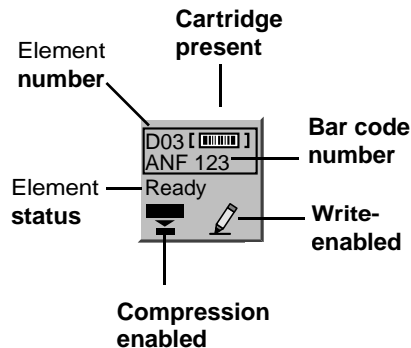 Cartridge
present
Element
number
D03 [ ]
ANF 123
Bar code
number
Element
status
Ready
Write-
enabled
Compression
enabled